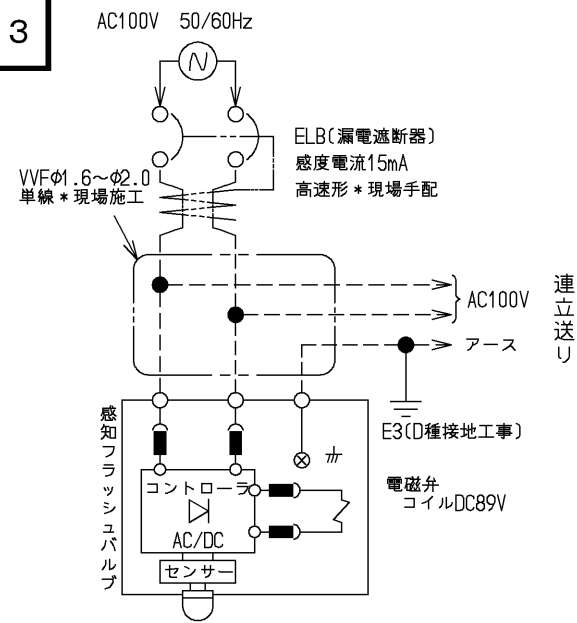 3
AC100V 50/60Hz
ELB(漏電遮断器)
感度電流15mA
高速形*現場手配
VVFφ1.6~φ2.0
単線*現場施工
AC100V
連立送り
アース
E3(D種接地工事)
感知フラッシュバルブ
コントローラ
AC/DC
センサー
電磁弁
コイルDC89V